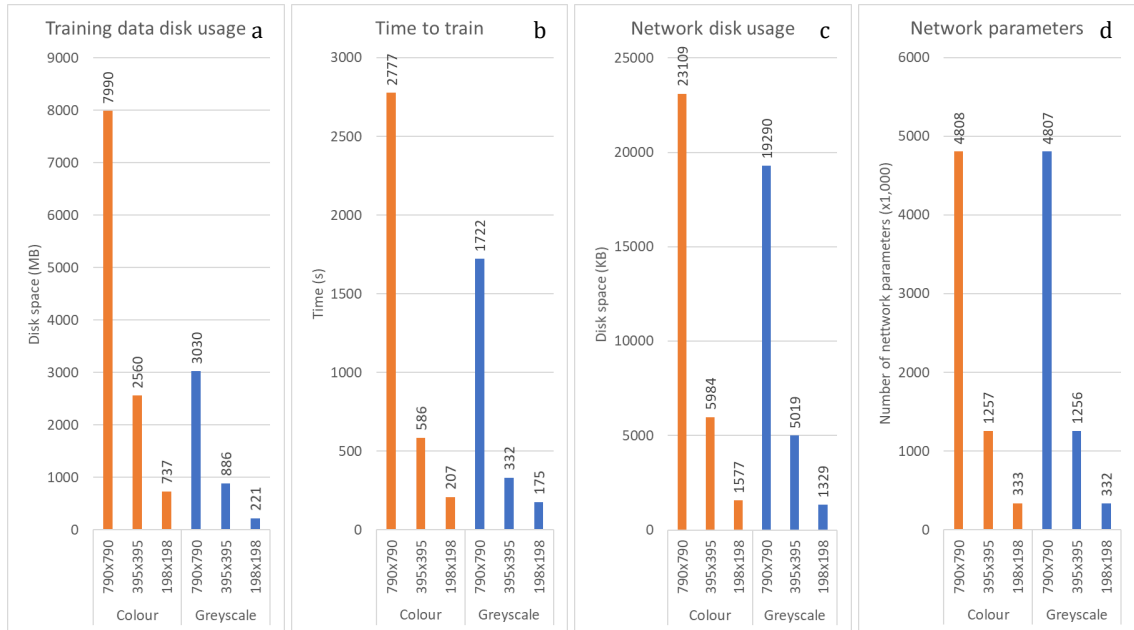 Training data disk usage a
9000
8000
7000
6000
5000
4000
3000
2000
1000
0
Disk space (MB)
7990
2560
737
3030
886
221
790x790
395x395
198x198
790x790
395x395
198x198
Colour
Greyscale
Time to train b
3000
2500
2000
1500
1000
500
0
Time (s)
2777
586
207
1722
332
175
790x790
395x395
198x198
790x790
395x395
198x198
Colour
Greyscale
Network disk usage c
25000
20000
15000
10000
5000
0
Disk space (KB)
23109
5984
1577
19290
5019
1329
790x790
395x395
198x198
790x790
395x395
198x198
Colour
Greyscale
Network parameters d
6000
5000
4000
3000
2000
1000
0
Number of nettwork parameters (x1,000)
4808
1257
333
4807
1256
332
790x790
395x395
198x198
790x790
395x395
198x198
Colour
Greyscale